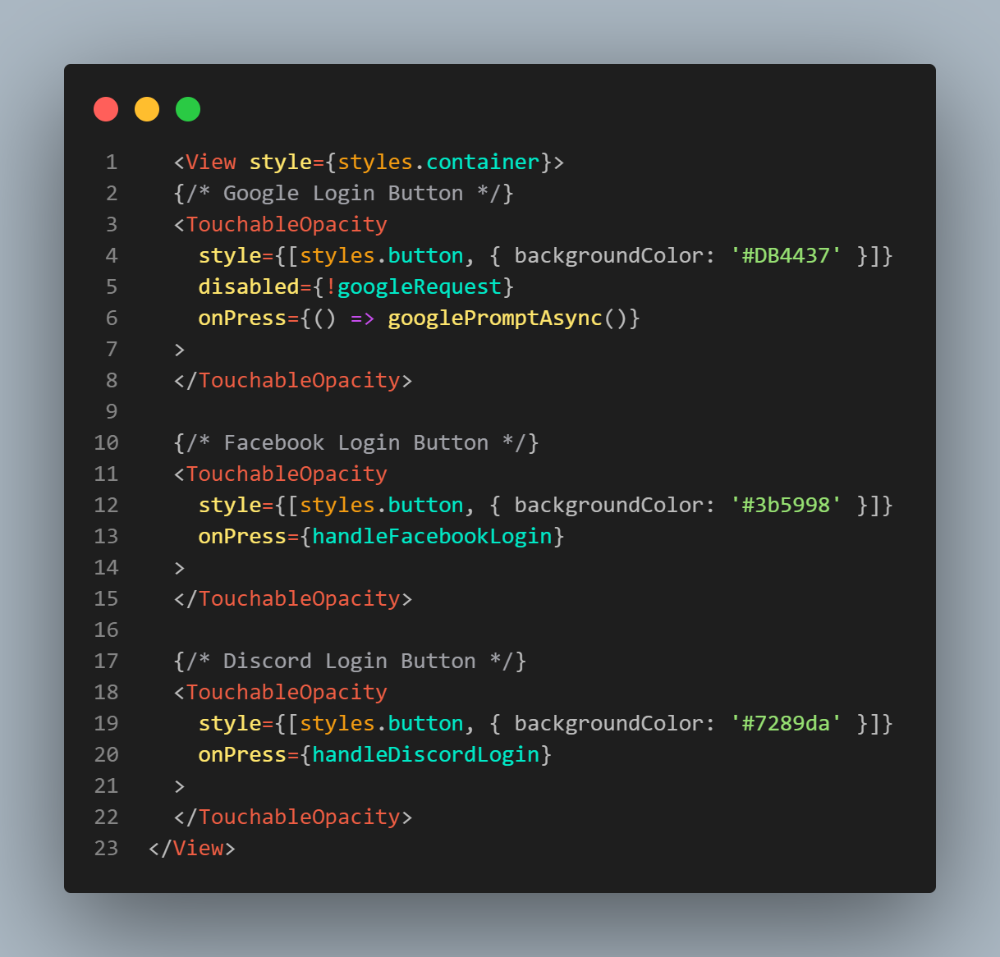 1 <View style={styles.container}>
2 {/* Google Login Button */}
3 <TouchableOpacity
4 style={[styles.button, { backgroundColor: '#DB4437' }]}
5 disabled={!googleRequest}
6 onPress={() => googlePromptAsync()}
7 >
8 </TouchableOpacity>
9
10 {/* Facebook Login Button */}
11 <TouchableOpacity
12 style={[styles.button, { backgroundColor: '#3b5998' }]}
13 onPress={handleFacebookLogin}
14 >
15 </TouchableOpacity>
16
17 {/* Discord Login Button */}
18 <TouchableOpacity
19 style={[styles.button, { backgroundColor: '#7289da' }]}
20 onPress={handleDiscordLogin}
21 >
22 </TouchableOpacity>
23 </View>